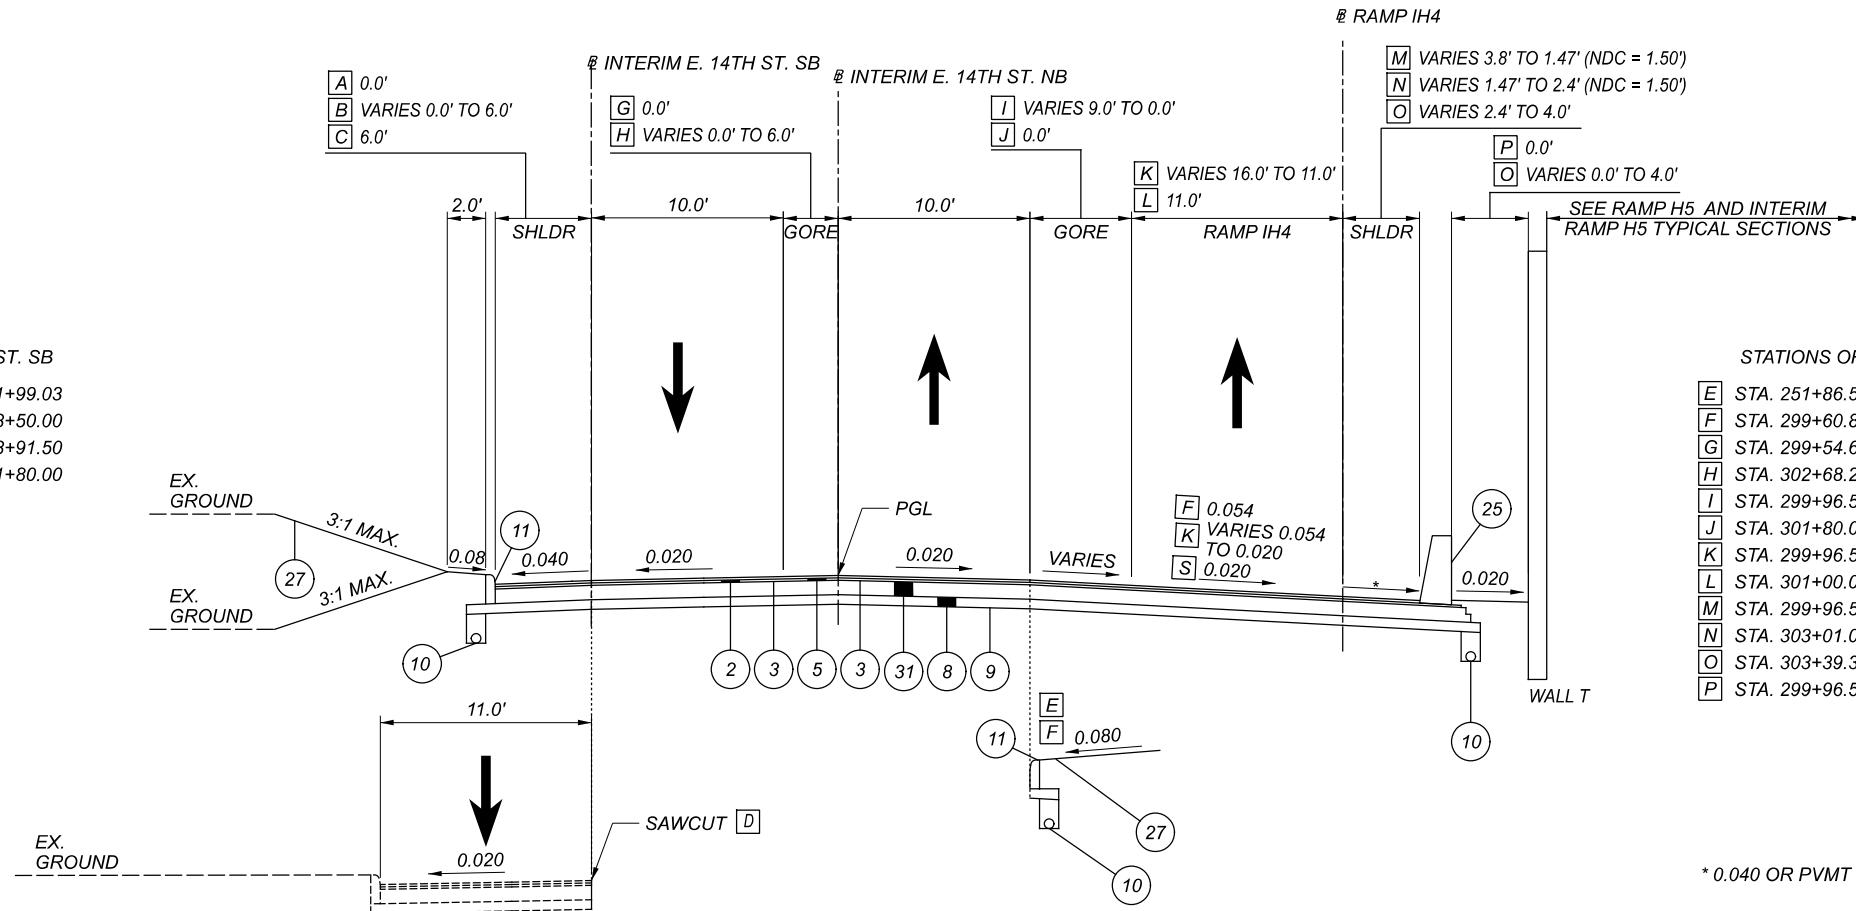 ℄ RAMP IH4
℄ INTERIM E. 14TH ST. SB
℄ INTERIM E. 14TH ST. NB
A 0.0'
B VARIES 0.0' TO 6.0'
C 6.0'
G 0.0'
H VARIES 0.0' TO 6.0'
I VARIES 9.0' TO 0.0'
J 0.0'
M VARIES 3.8' TO 1.47' (NDC = 1.50')
N VARIES 1.47' TO 2.4' (NDC = 1.50')
O VARIES 2.4' TO 4.0'
P 0.0'
O VARIES 0.0' TO 4.0'
K VARIES 16.0' TO 11.0'
L 11.0'
2.0'
10.0'
10.0'
SEE RAMP H5 AND INTERIM
RAMP H5 TYPICAL SECTIONS
SHLDR
GORE
GORE
RAMP IH4
SHLDR
ST. SB
+99.03
+50.00
+91.50
+80.00
STATIONS
E STA. 251+86.5
F STA. 299+60.8
G STA. 299+54.6
H STA. 302+68.2
I STA. 299+96.5
J STA. 301+80.0
K STA. 299+96.5
L STA. 301+00.0
M STA. 299+96.5
N STA. 303+01.0
O STA. 303+39.3
P STA. 299+96.5
EX.
GROUND
3:1 MAX.
27
11
0.08
0.040
0.020
PGL
0.020
VARIES
F 0.054
K VARIES 0.054
TO 0.020
S 0.020
*
25
0.020
EX.
GROUND
3:1 MAX.
10
2
3
5
3
31
8
9
WALL T
10
11.0'
E
F
11
0.080
27
10
SAWCUT D
EX.
GROUND
0.020
* 0.040 OR PVMT